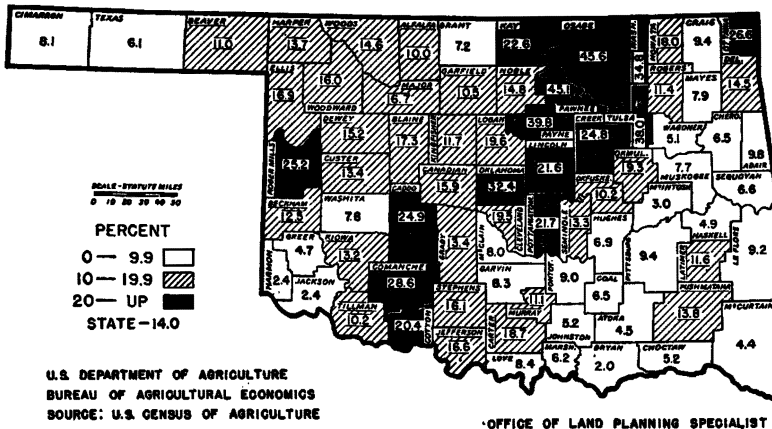 CIMARRON
8.1
TEXAS
6.1
BEAVER
11.0
HARPER
13.7
WOODS
14.6
ALFALFA
10.0
GRANT
7.2
KAY
22.6
OSAGE
45.6
34.8
NOWATA
16.0
CRAIG
9.4
26.6
ELLIS
16.9
16.0
WOODWARD
MAJOR
16.7
GARFIELD
10.5
NOBLE
14.8
45.1
PAWNEE
ROGERS
11.4
MAYES
7.9
DEL.
14.5
DEWEY
15.2
BLAINE
17.3
KINGFISHER
11.7
LOGAN
19.6
39.8
PAYNE
CREEK
24.8
TULSA
38.0
WAGONER
5.1
CHERO.
6.5
9.8
ADAIR
ROGER MILLS
25.2
CUSTER
13.4
CANADIAN
15.9
OKLAHOMA
32.4
LINCOLN
21.6
OKFUSKEE
10.2
OKMUL.
19.3
7.7
MUSKOGEE
SEQUOYAH
6.6
SCALE-STATUTE MILES
0 10 20 30 40 50
BECKHAM
12.5
WASHITA
7.8
CADDO
24.9
GRADY
13.4
McCLAIN
8.0
CLEVELAND
19.5
POTTAWATOMIE
21.7
SEMINOLE
3.3
HUGHES
6.9
McINTOSH
3.0
4.9
HASKELL
PERCENT
0— 9.9
10— 19.9
20— UP
STATE—14.0
HARMON
2.4
GREER
4.7
JACKSON
2.4
KIOWA
13.2
COMANCHE
28.6
STEPHENS
16.1
GARVIN
8.3
PONTOTOC
9.0
COAL
6.5
PITTSBURG
9.4
LATIMER
11.6
LE FLORE
9.2
TILLMAN
10.2
20.4
COTTON
JEFFERSON
16.6
CARTER
18.7
MURRAY
11.1
5.2
JOHNSTON
ATOKA
4.5
PUSHMATAHA
13.8
McCURTAIN
4.4
LOVE
8.4
MARSH.
6.2
BRYAN
2.0
CHOCTAW
5.2
U.S. DEPARTMENT OF AGRICULTURE
BUREAU OF AGRICULTURAL ECONOMICS
SOURCE: U.S. CENSUS OF AGRICULTURE
OFFICE OF LAND PLANNING SPECIALIST